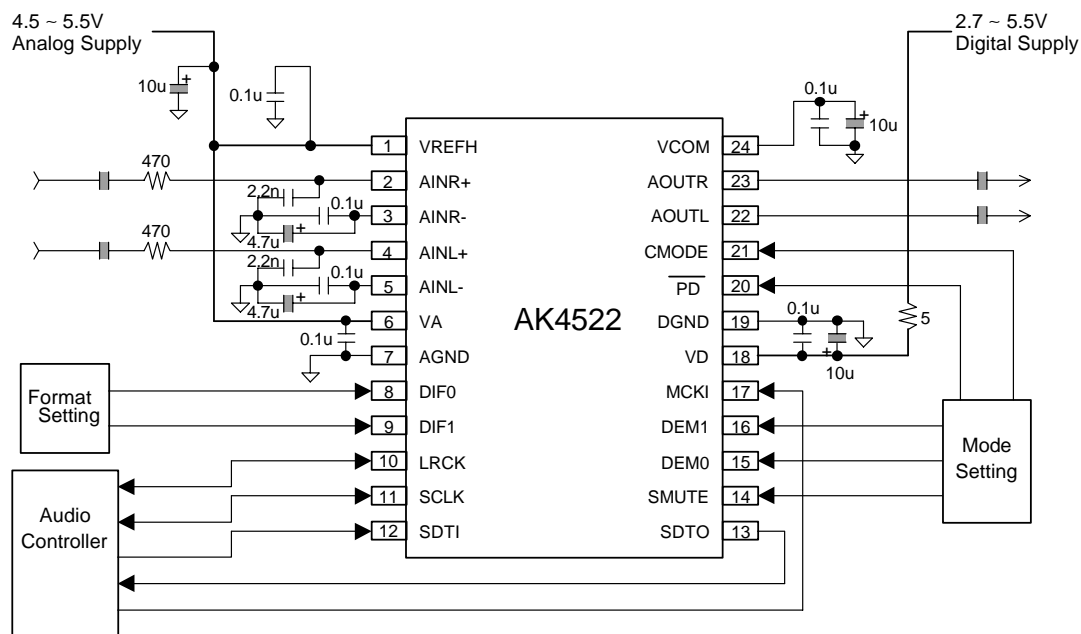 4.5 ~ 5.5V
Analog Supply
2.7 ~ 5.5V
Digital Supply
10u
+
0.1u
0.1u
+
10u
1
VREFH
VCOM
24
470
2
AINR+
AOUTR
23
2.2n
0.1u
3
AINR-
AOUTL
22
+
4.7u
470
4
AINL+
CMODE
21
2.2n
0.1u
5
AINL-
PD
20
+
4.7u
AK4522
6
VA
DGND
19
0.1u
0.1u
+
10u
5
7
AGND
VD
18
Format
Setting
8
DIF0
MCKI
17
9
DIF1
DEM1
16
10
LRCK
DEM0
15
Mode
Setting
11
SCLK
SMUTE
14
Audio
Controller
12
SDTI
SDTO
13